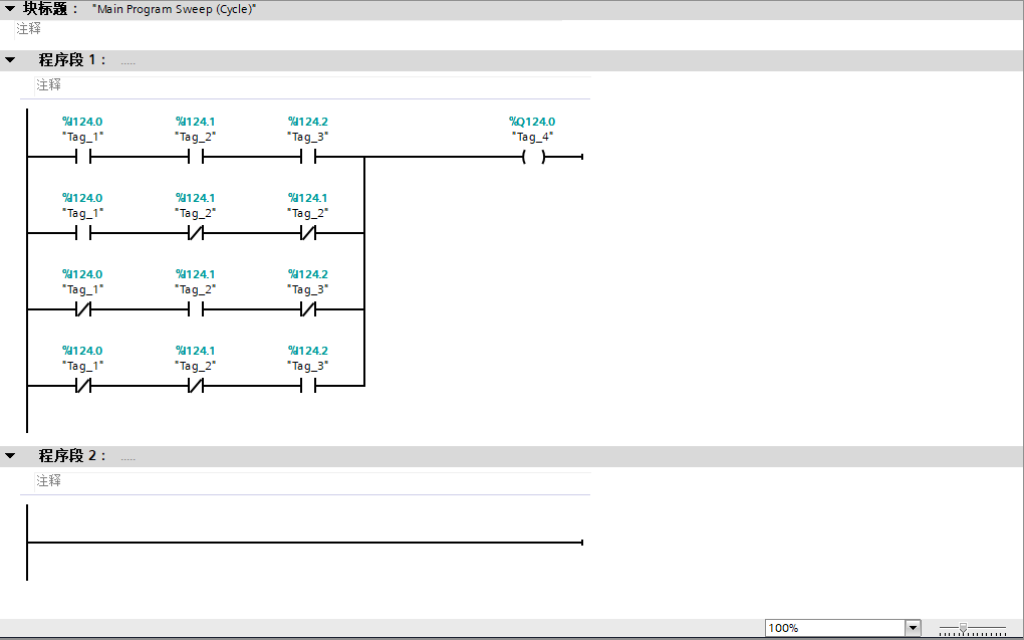 块标题： "Main Program Sweep (Cycle)"
注释
程序段 1： .....
注释
%I124.0 %I124.1 %I124.2 %Q124.0
"Tag_1" "Tag_2" "Tag_3" "Tag_4"
%I124.0 %I124.1 %I124.1
"Tag_1" "Tag_2" "Tag_2"
%I124.0 %I124.1 %I124.2
"Tag_1" "Tag_2" "Tag_3"
%I124.0 %I124.1 %I124.2
"Tag_1" "Tag_2" "Tag_3"
程序段 2： .....
注释
100%